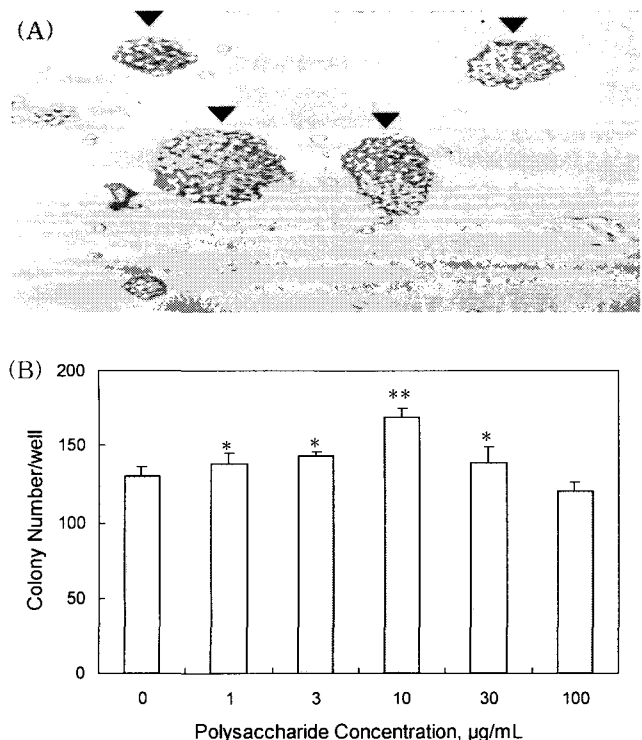 (A)
(B)
200
150
100
50
0
Colony Number/well
*
*
**
*
0 1 3 10 30 100
Polysaccharide Concentration, µg/mL